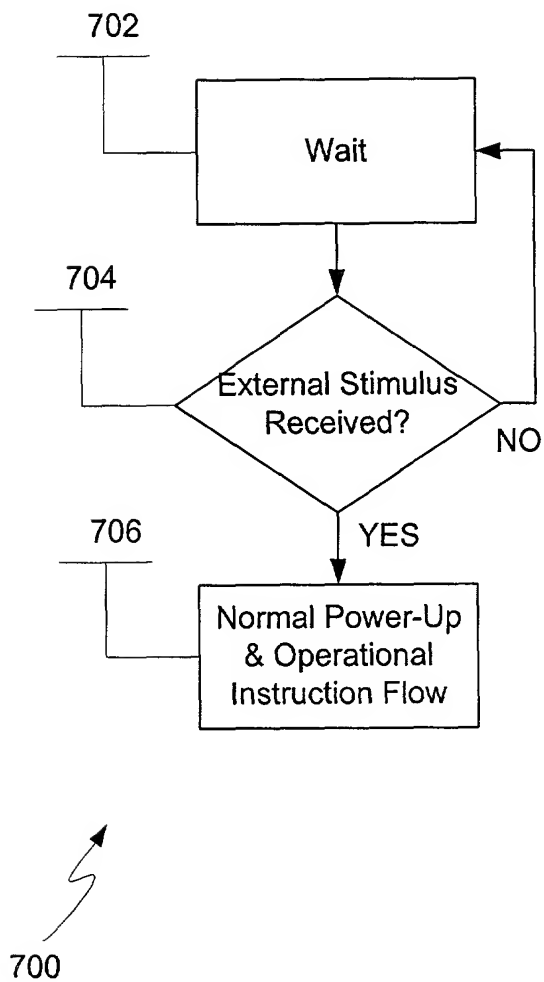 702
Wait
704
External Stimulus
Received?
NO
YES
706
Normal Power-Up
& Operational
Instruction Flow
700